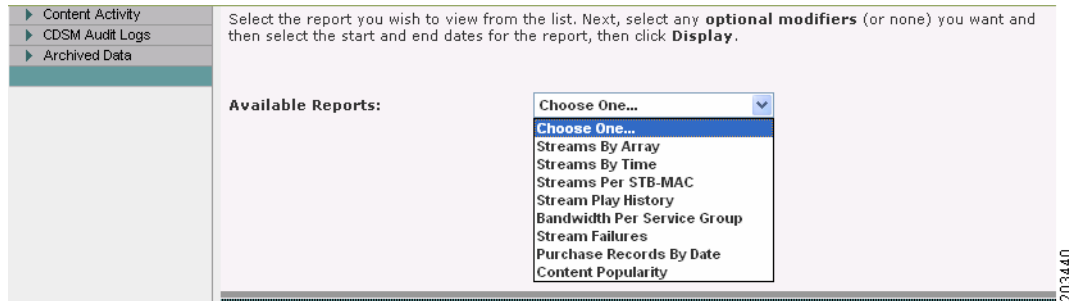 Content Activity
CDSM Audit Logs
Archived Data
Select the report you wish to view from the list. Next, select any optional modifiers (or none) you want and
then select the start and end dates for the report, then click Display.
Available Reports:
Choose One...
Choose One...
Streams By Array
Streams By Time
Streams Per STB-MAC
Stream Play History
Bandwidth Per Service Group
Stream Failures
Purchase Records By Date
Content Popularity
203440